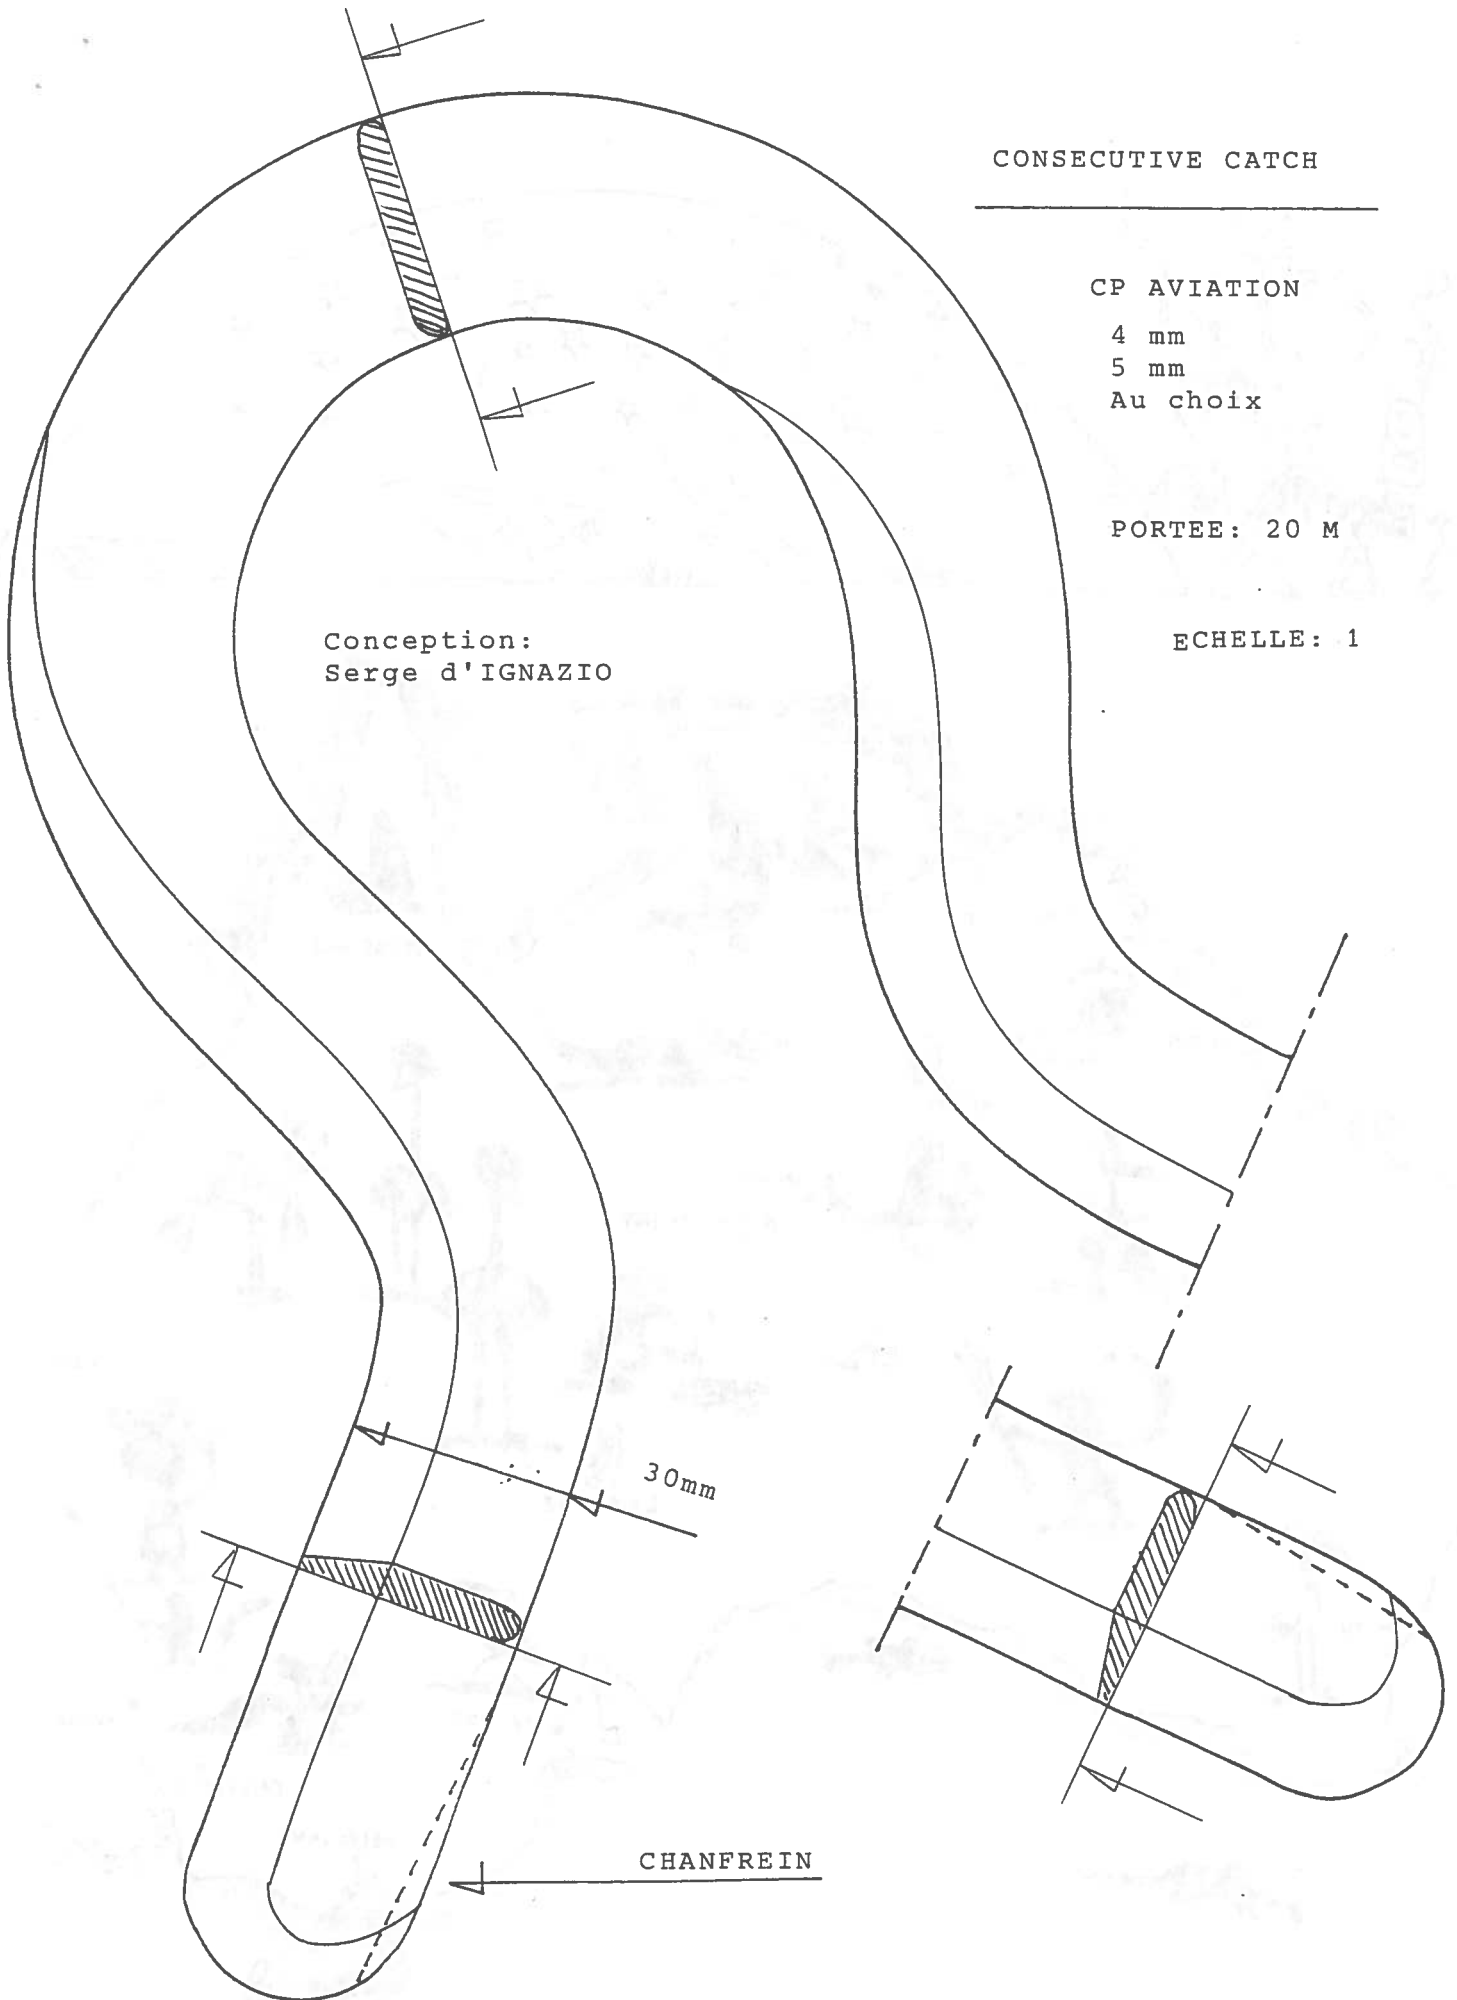 CONSECUTIVE CATCH
CP AVIATION
4 mm
5 mm
Au choix
PORTEE: 20 M
ECHELLE: 1
Conception:
Serge d'IGNAZIO
30mm
CHANFREIN